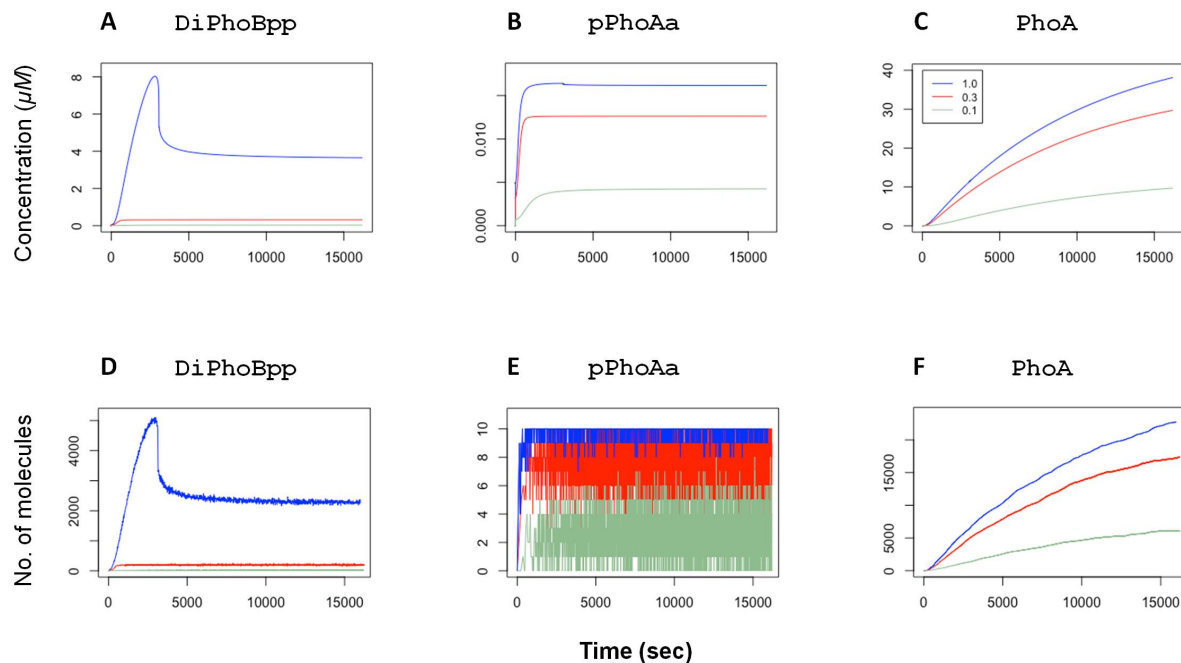 A DiPhoBpp
B pPhoAa
C PhoA
Concentration (μM)
8
6
4
2
0
0 5000 10000 15000
0.010
0.000
0 5000 10000 15000
40
30
20
10
0
1.0
0.3
0.1
0 5000 10000 15000
D DiPhoBpp
E pPhoAa
F PhoA
No. of molecules
4000
2000
0
0 5000 10000 15000
10
8
6
4
2
0
0 5000 10000 15000
15000
5000
0
0 5000 10000 15000
Time (sec)